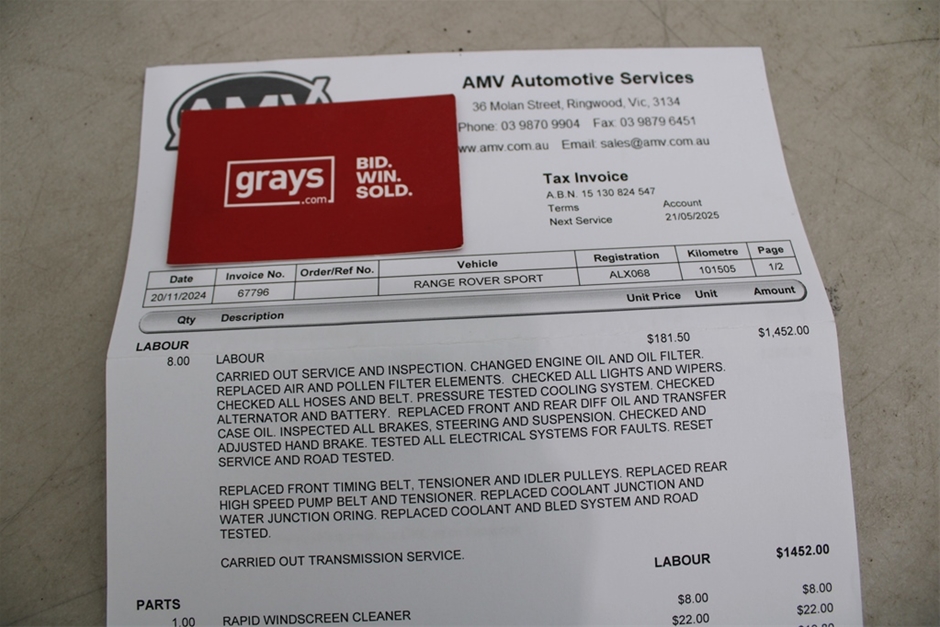 AMV
AMV Automotive Services
36 Molan Street, Ringwood, Vic, 3134
Phone: 03 9870 9904 Fax: 03 9879 6451
ww.amv.com.au Email: sales@amv.com.au
grays
.com
BID.
WIN.
SOLD.
Tax Invoice
A.B.N. 15 130 824 547
Terms Account
Next Service 21/05/2025
Date Invoice No. Order/Ref No. Vehicle Registration Kilometre Page
20/11/2024 67796 RANGE ROVER SPORT ALX068 101505 1/2
Qty Description Unit Price Unit Amount
LABOUR
8.00 LABOUR $181.50 $1,452.00
CARRIED OUT SERVICE AND INSPECTION. CHANGED ENGINE OIL AND OIL FILTER.
REPLACED AIR AND POLLEN FILTER ELEMENTS. CHECKED ALL LIGHTS AND WIPERS.
CHECKED ALL HOSES AND BELT. PRESSURE TESTED COOLING SYSTEM. CHECKED
ALTERNATOR AND BATTERY. REPLACED FRONT AND REAR DIFF OIL AND TRANSFER
CASE OIL. INSPECTED ALL BRAKES, STEERING AND SUSPENSION. CHECKED AND
ADJUSTED HAND BRAKE. TESTED ALL ELECTRICAL SYSTEMS FOR FAULTS. RESET
SERVICE AND ROAD TESTED.
REPLACED FRONT TIMING BELT, TENSIONER AND IDLER PULLEYS. REPLACED REAR
HIGH SPEED PUMP BELT AND TENSIONER. REPLACED COOLANT JUNCTION AND
WATER JUNCTION ORING. REPLACED COOLANT AND BLED SYSTEM AND ROAD
TESTED.
CARRIED OUT TRANSMISSION SERVICE.
LABOUR $1452.00
PARTS
1.00 RAPID WINDSCREEN CLEANER $8.00 $8.00
$22.00 $22.00